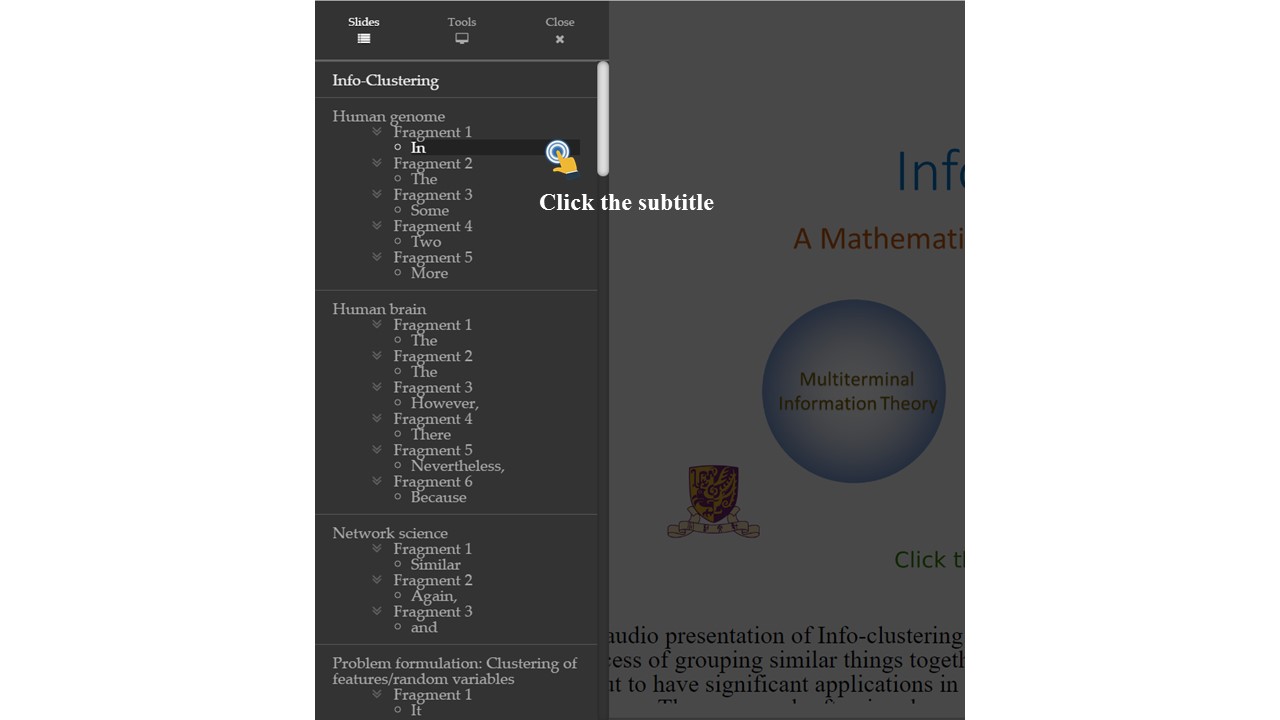 Slides Tools Close
Info-Clustering
Human genome
Fragment 1
In
Fragment 2
The
Fragment 3
Some
Fragment 4
Two
Fragment 5
More
Human brain
Fragment 1
The
Fragment 2
The
Fragment 3
However,
Fragment 4
There
Fragment 5
Nevertheless,
Fragment 6
Because
Network science
Fragment 1
Similar
Fragment 2
Again,
Fragment 3
and
Problem formulation: Clustering of
features/random variables
Fragment 1
It
Click the subtitle
Info
A Mathemati
Multiterminal
Information Theory
Click th
audio presentation of Info-clustering
cess of grouping similar things togeth
ut to have significant applications in